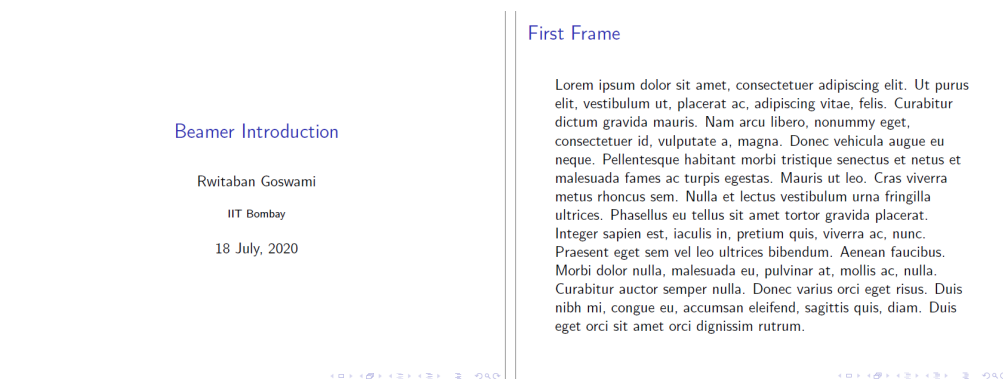 Beamer Introduction
Rwitaban Goswami
IIT Bombay
18 July, 2020
First Frame
Lorem ipsum dolor sit amet, consectetuer adipiscing elit. Ut purus
elit, vestibulum ut, placerat ac, adipiscing vitae, felis. Curabitur
dictum gravida mauris. Nam arcu libero, nonummy eget,
consectetuer id, vulputate a, magna. Donec vehicula augue eu
neque. Pellentesque habitant morbi tristique senectus et netus et
malesuada fames ac turpis egestas. Mauris ut leo. Cras viverra
metus rhoncus sem. Nulla et lectus vestibulum urna fringilla
ultrices. Phasellus eu tellus sit amet tortor gravida placerat.
Integer sapien est, iaculis in, pretium quis, viverra ac, nunc.
Praesent eget sem vel leo ultrices bibendum. Aenean faucibus.
Morbi dolor nulla, malesuada eu, pulvinar at, mollis ac, nulla.
Curabitur auctor semper nulla. Donec varius orci eget risus. Duis
nibh mi, congue eu, accumsan eleifend, sagittis quis, diam. Duis
eget orci sit amet orci dignissim rutrum.